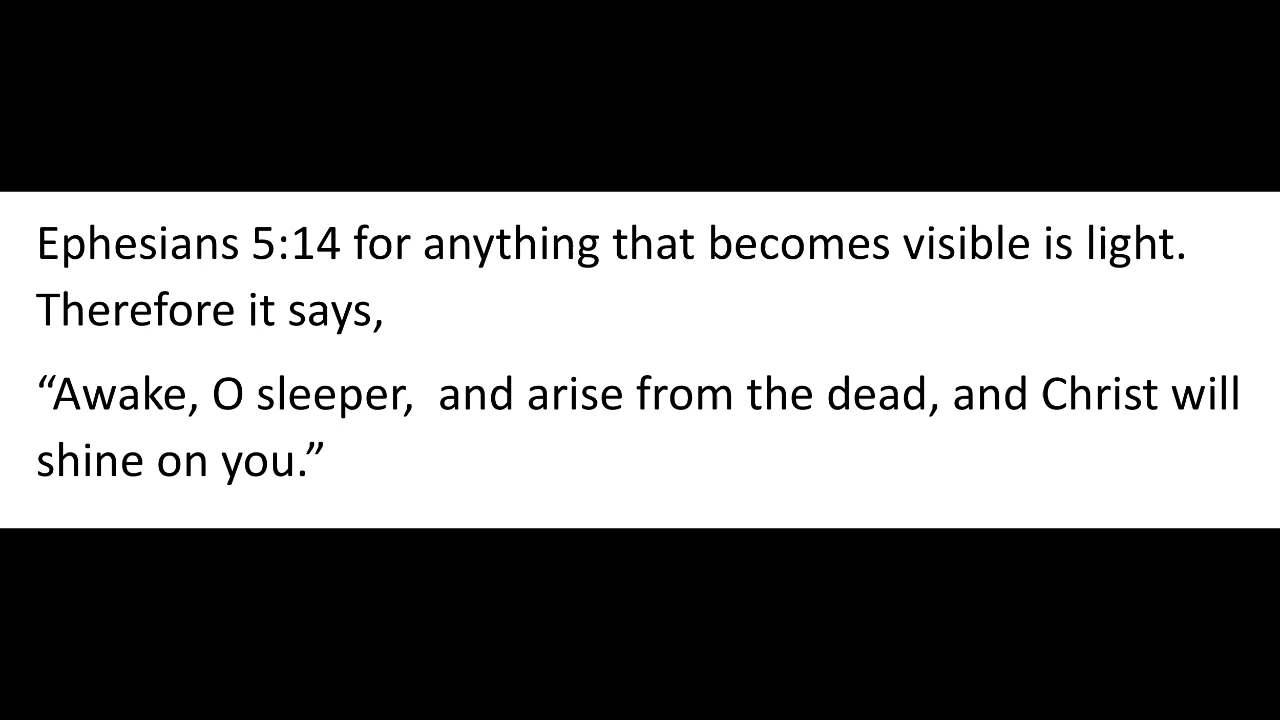 Ephesians 5:14 for anything that becomes visible is light.
Therefore it says,
“Awake, O sleeper,  and arise from the dead, and Christ will
shine on you.”